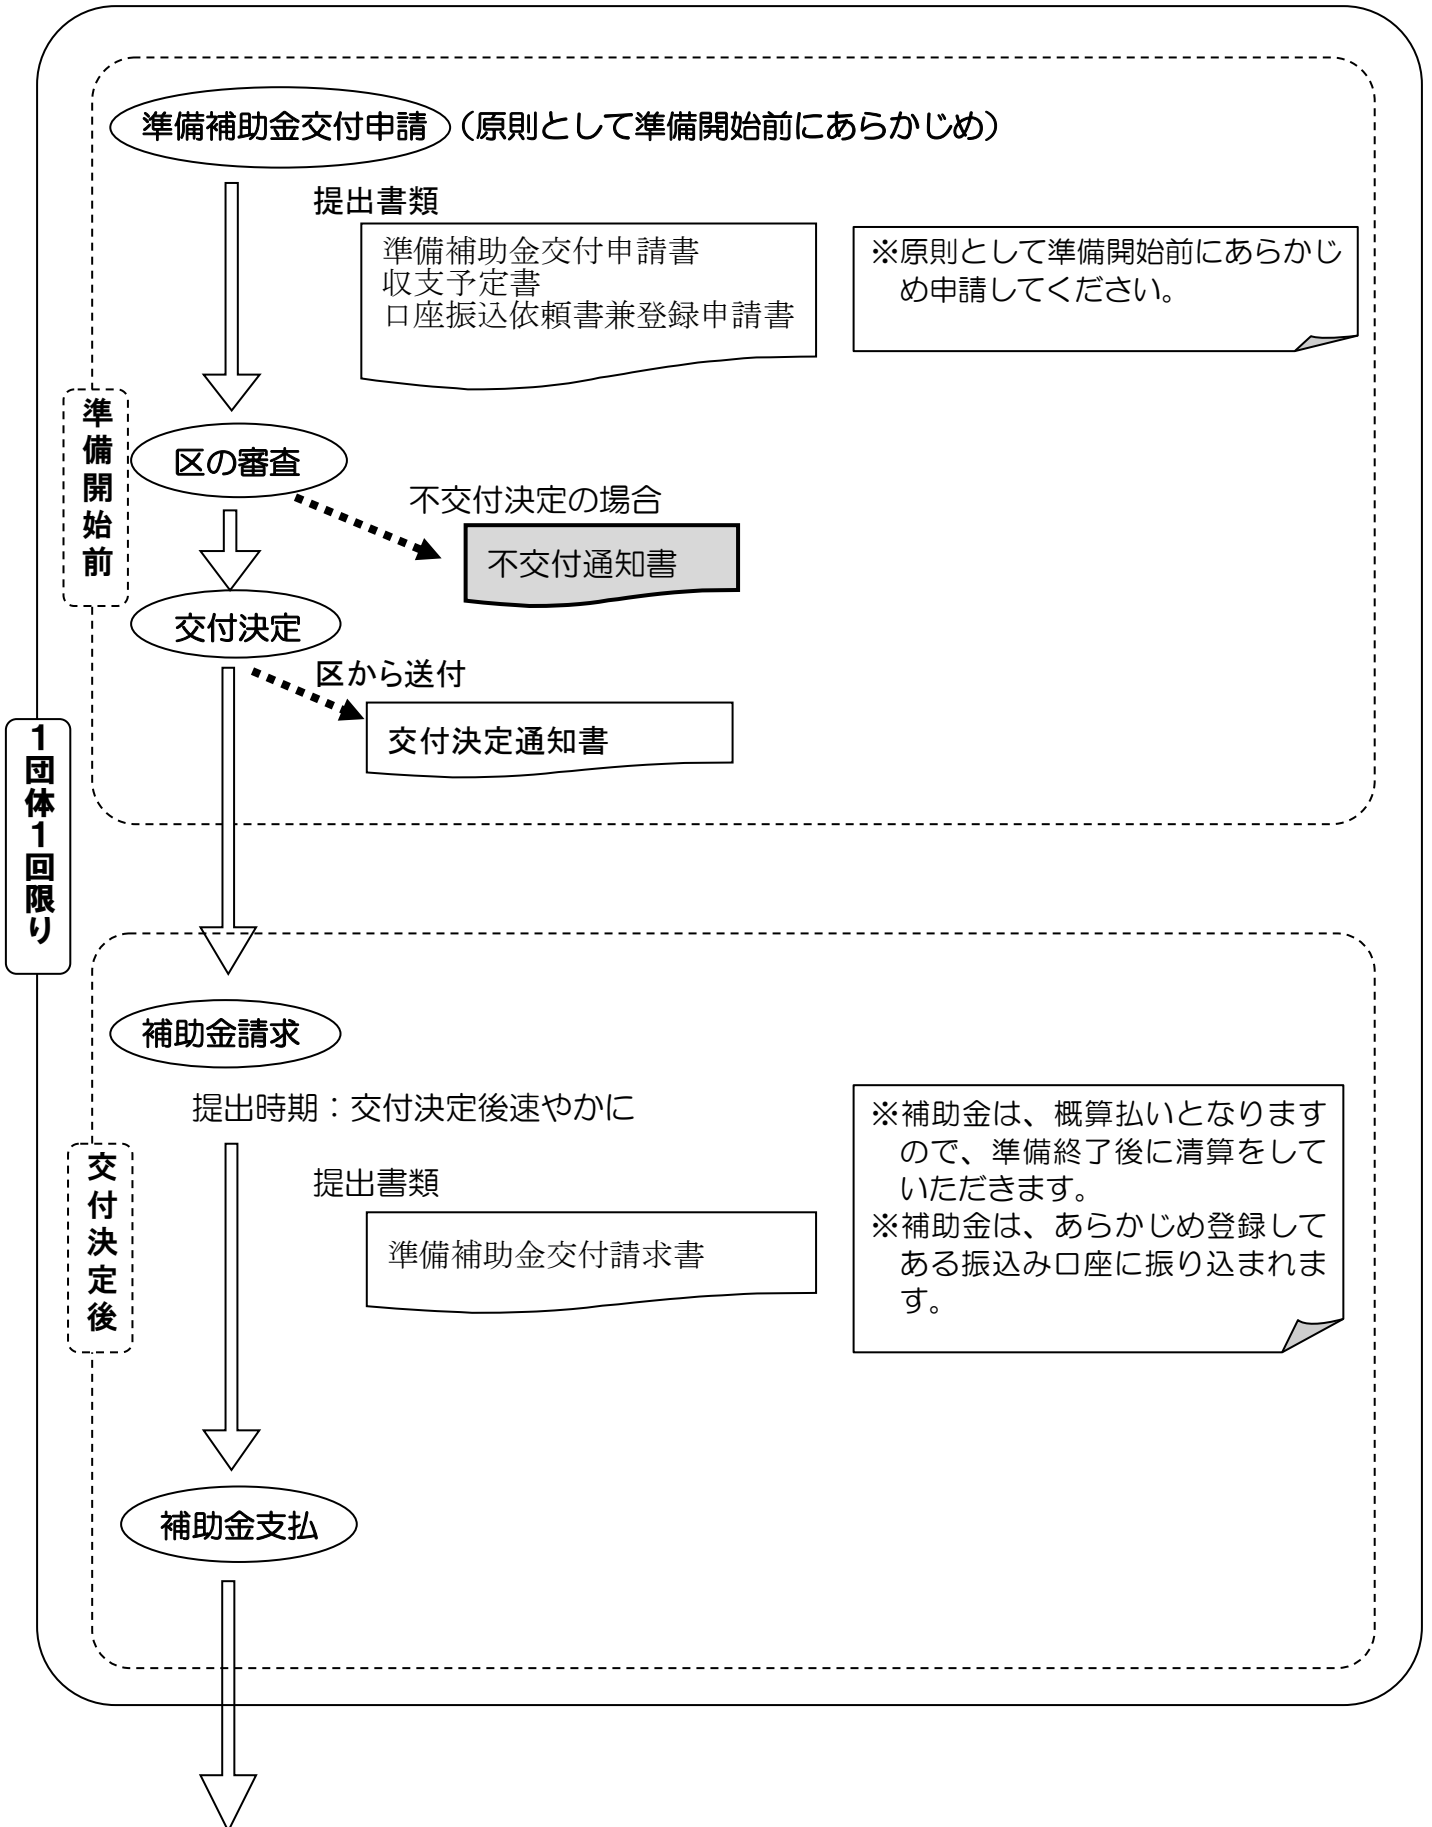 準備補助金交付申請（原則として準備開始前にあらかじめ）
提出書類
準備補助金交付申請書
収支予定書
口座振込依頼書兼登録申請書
※原則として準備開始前にあらかじ
め申請してください。
準備開始前
区の審査
不交付決定の場合
不交付通知書
交付決定
区から送付
交付決定通知書
１団体１回限り
補助金請求
提出時期：交付決定後速やかに
提出書類
準備補助金交付請求書
※補助金は、概算払いとなります
ので、準備終了後に清算をして
いただきます。
※補助金は、あらかじめ登録して
ある振込み口座に振り込まれま
す。
交付決定後
補助金支払